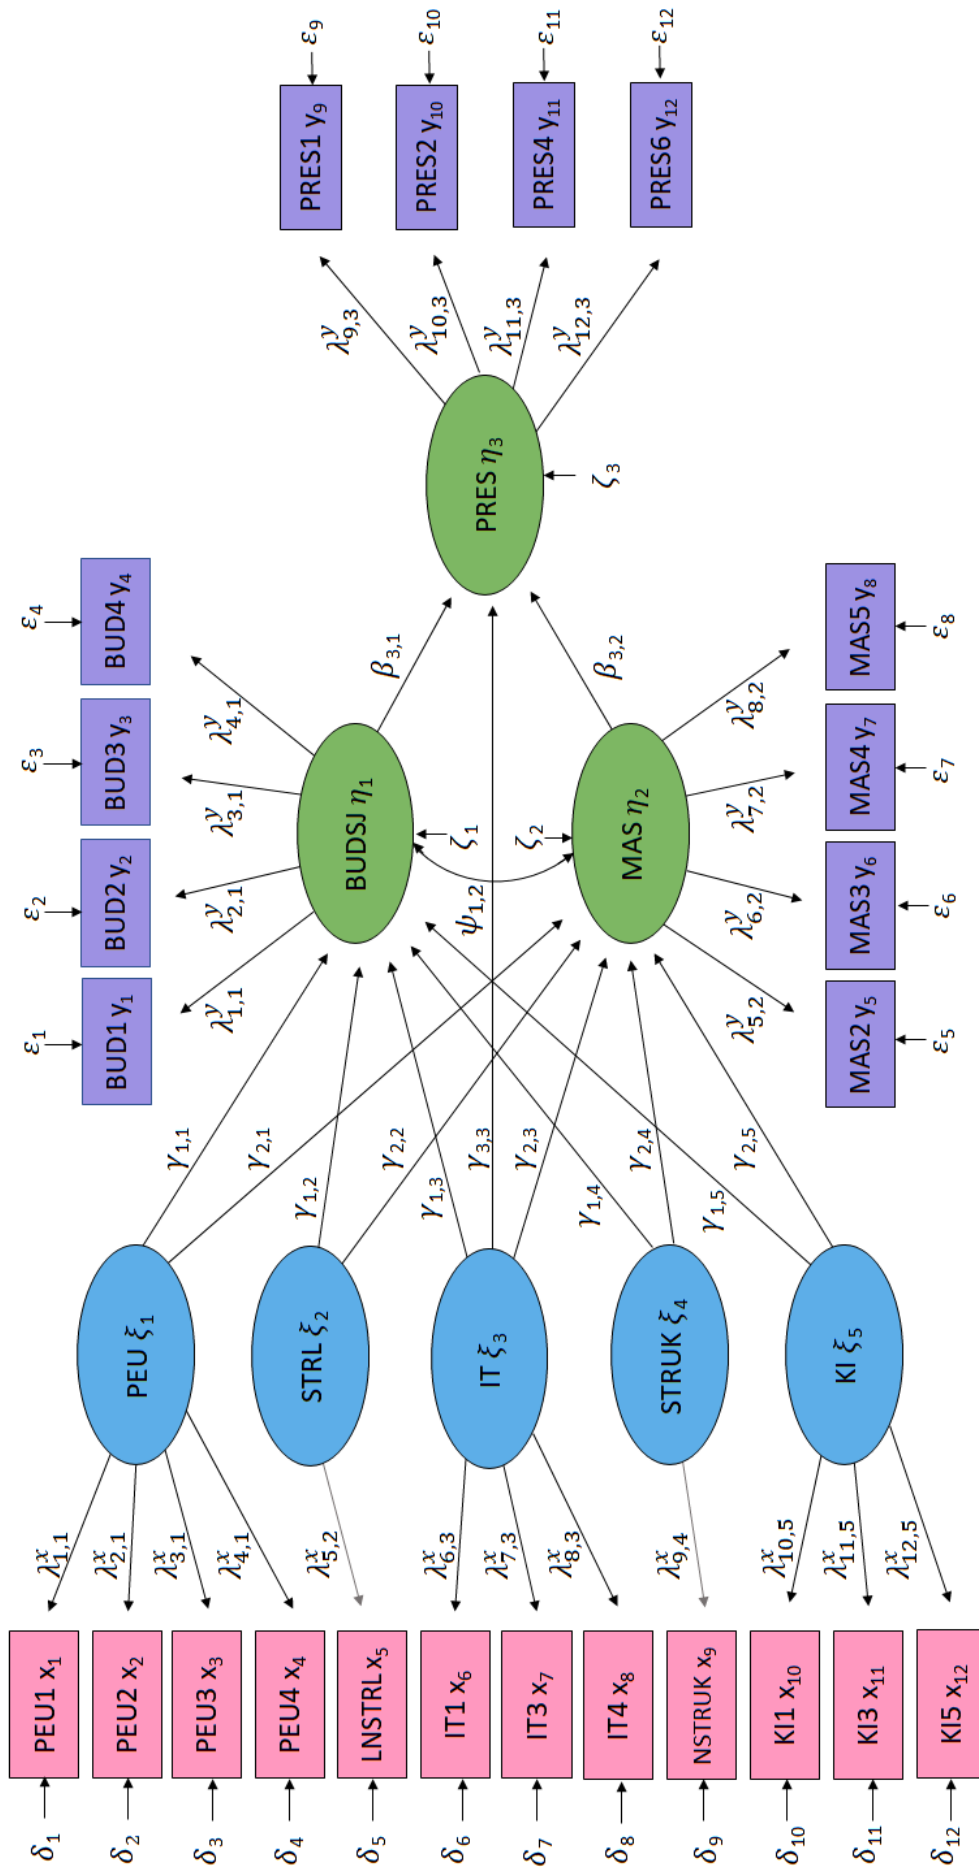 δ₁
δ₂
δ₃
δ₄
δ₅
δ₆
δ₇
δ₈
δ₉
δ₁₀
δ₁₁
δ₁₂
PEU1 x₁
PEU2 x₂
PEU3 x₃
PEU4 x₄
LNSTRL x₅
IT1 x₆
IT3 x₇
IT4 x₈
NSTRUK x₉
KI1 x₁₀
KI3 x₁₁
KI5 x₁₂
λˣ₁,₁
λˣ₂,₁
λˣ₃,₁
λˣ₄,₁
λˣ₅,₂
λˣ₆,₃
λˣ₇,₃
λˣ₈,₃
λˣ₉,₄
λˣ₁₀,₅
λˣ₁₁,₅
λˣ₁₂,₅
PEU ξ₁
STRL ξ₂
IT ξ₃
STRUK ξ₄
KI ξ₅
γ₁,₁
γ₂,₁
γ₁,₂
γ₂,₂
γ₁,₃
γ₃,₃
γ₂,₃
γ₁,₄
γ₂,₄
γ₁,₅
γ₂,₅
ε₁
ε₂
ε₃
ε₄
BUD1 y₁
BUD2 y₂
BUD3 y₃
BUD4 y₄
λʸ₁,₁
λʸ₂,₁
λʸ₃,₁
λʸ₄,₁
BUDSJ η₁
ζ₁
ψ₁,₂
ζ₂
MAS η₂
λʸ₅,₂
λʸ₆,₂
λʸ₇,₂
λʸ₈,₂
MAS2 y₅
MAS3 y₆
MAS4 y₇
MAS5 y₈
ε₅
ε₆
ε₇
ε₈
β₃,₁
β₃,₂
PRES η₃
ζ₃
λʸ₉,₃
λʸ₁₀,₃
λʸ₁₁,₃
λʸ₁₂,₃
PRES1 y₉
PRES2 y₁₀
PRES4 y₁₁
PRES6 y₁₂
ε₉
ε₁₀
ε₁₁
ε₁₂